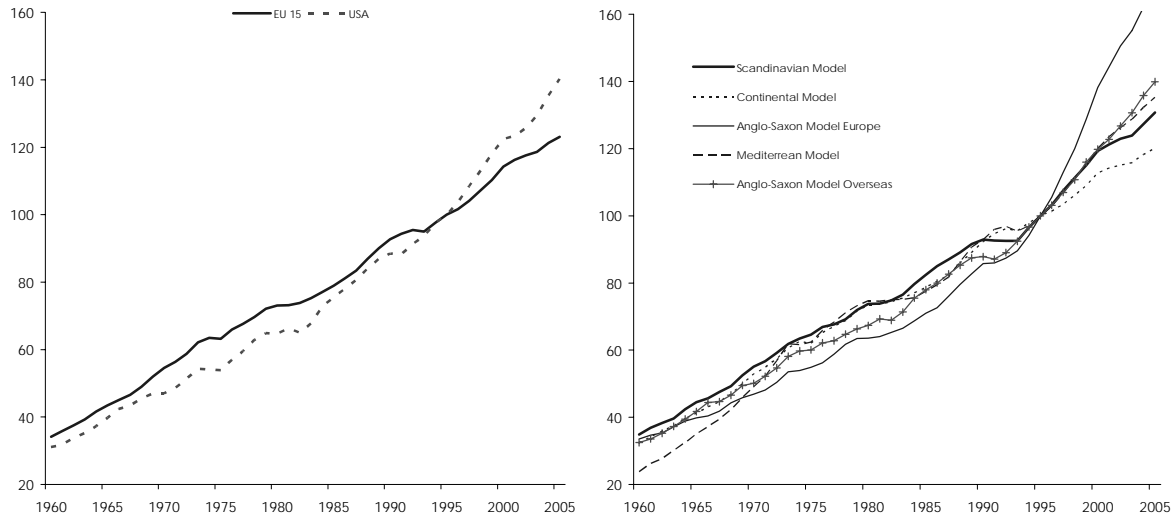 EU 15 USA
160
140
120
100
80
60
40
20
1960 1965 1970 1975 1980 1985 1990 1995 2000 2005
Scandinavian Model
Continental Model
Anglo-Saxon Model Europe
Mediterrean Model
Anglo-Saxon Model Overseas
160
140
120
100
80
60
40
20
1960 1965 1970 1975 1980 1985 1990 1995 2000 2005